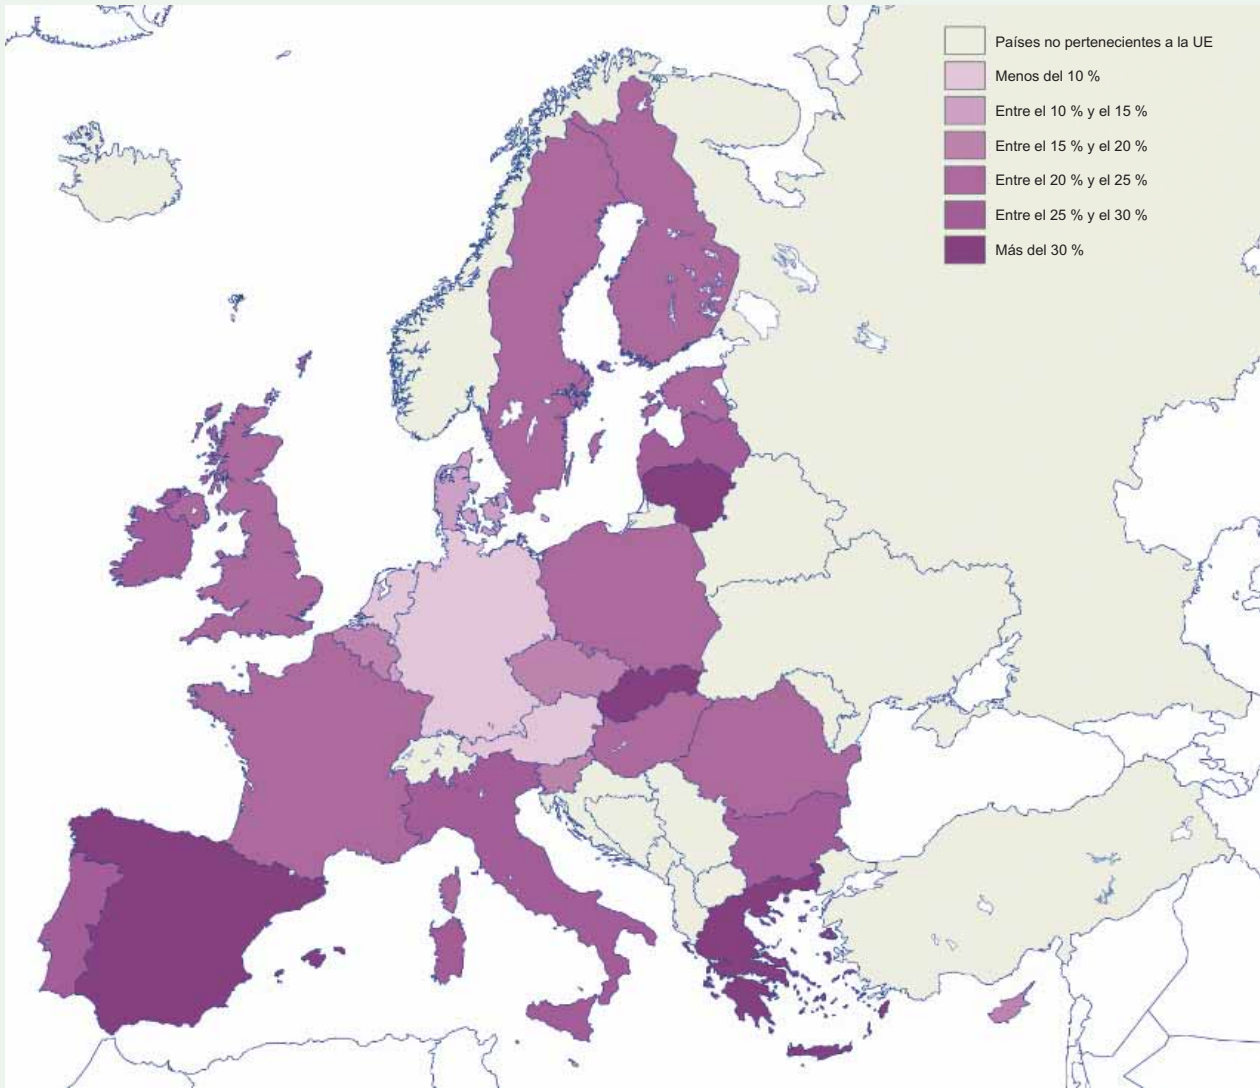 Países no pertenecientes a la UE
Menos del 10 %
Entre el 10 % y el 15 %
Entre el 15 % y el 20 %
Entre el 20 % y el 25 %
Entre el 25 % y el 30 %
Más del 30 %